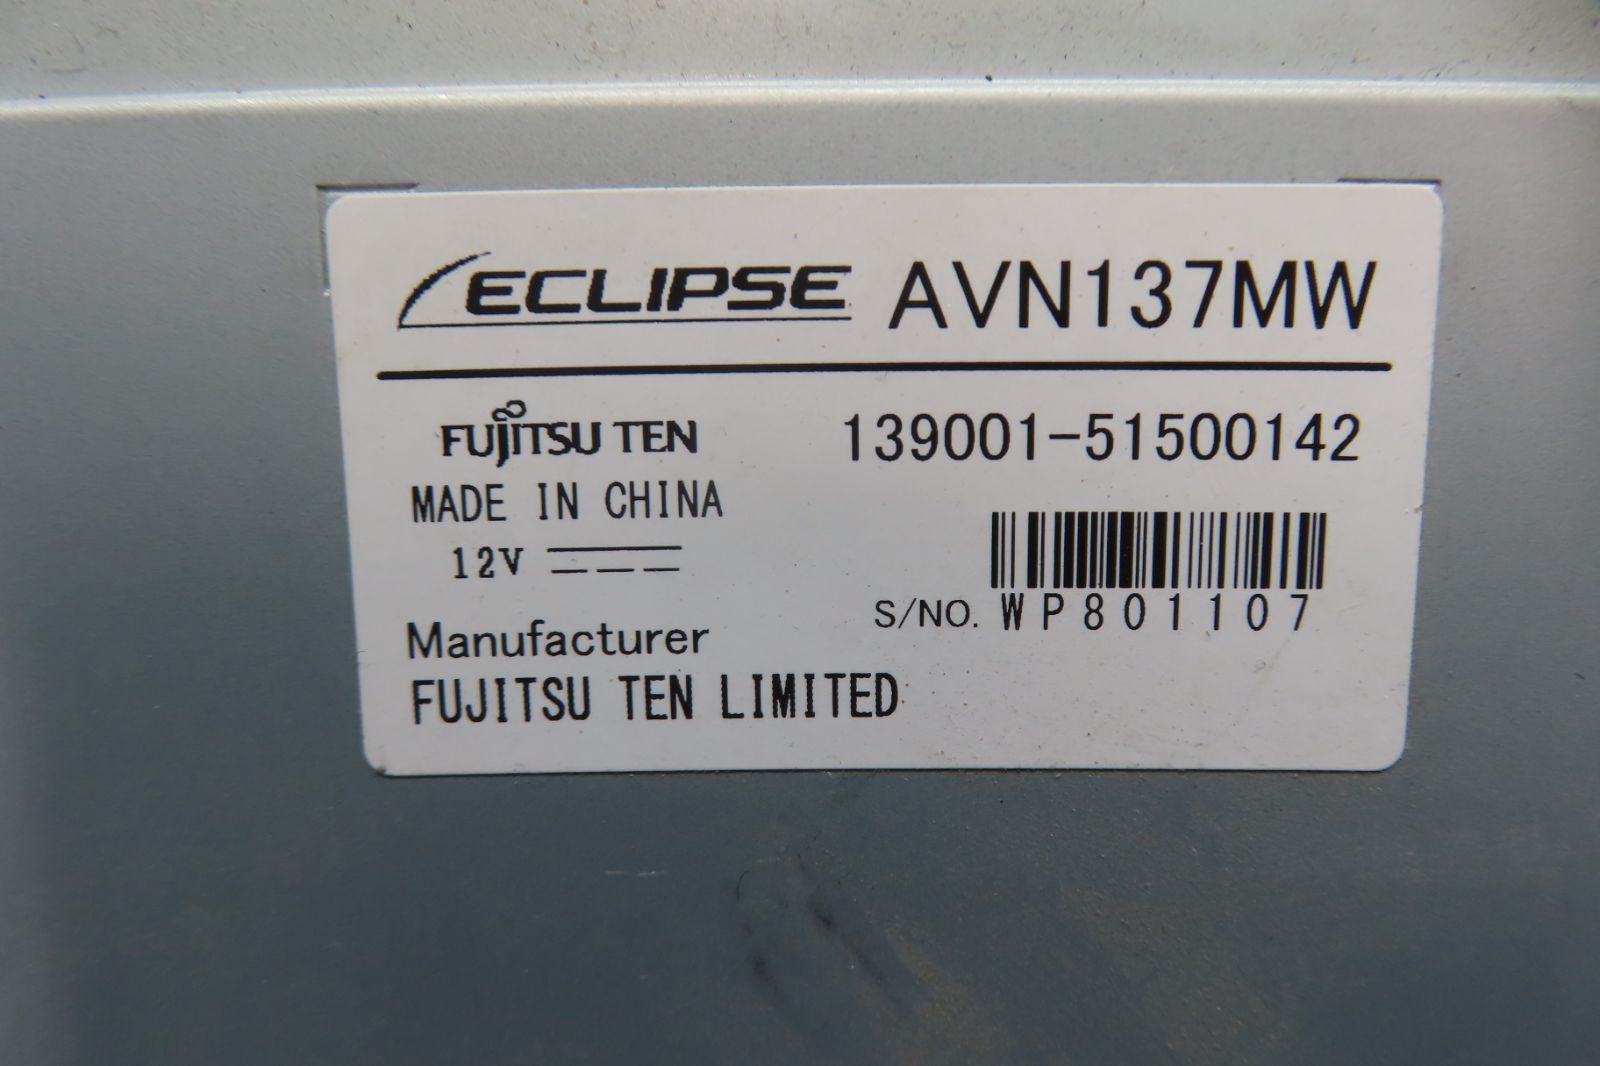 ECLIPSE AVN137MW
FUJITSU TEN 139001-51500142
MADE IN CHINA
12V
S/NO. WP801107
Manufacturer
FUJITSU TEN LIMITED